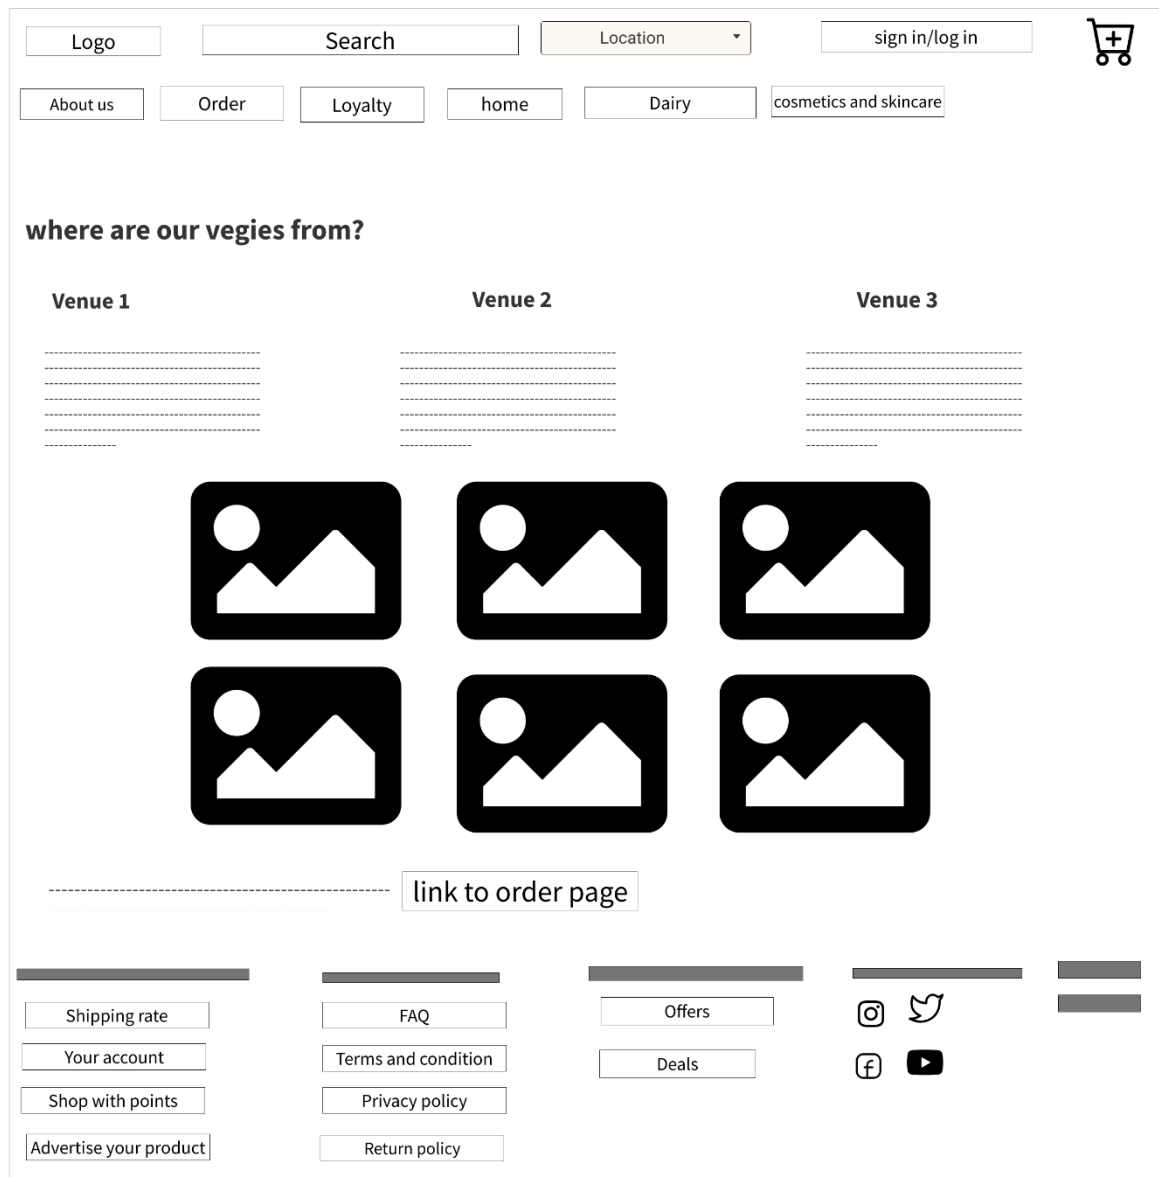 Logo
Search
Location
sign in/log in
About us
Order
Loyalty
home
Dairy
cosmetics and skincare
where are our vegies from?
Venue 1
Venue 2
Venue 3
link to order page
Shipping rate
FAQ
Offers
Your account
Terms and condition
Deals
Shop with points
Privacy policy
Advertise your product
Return policy